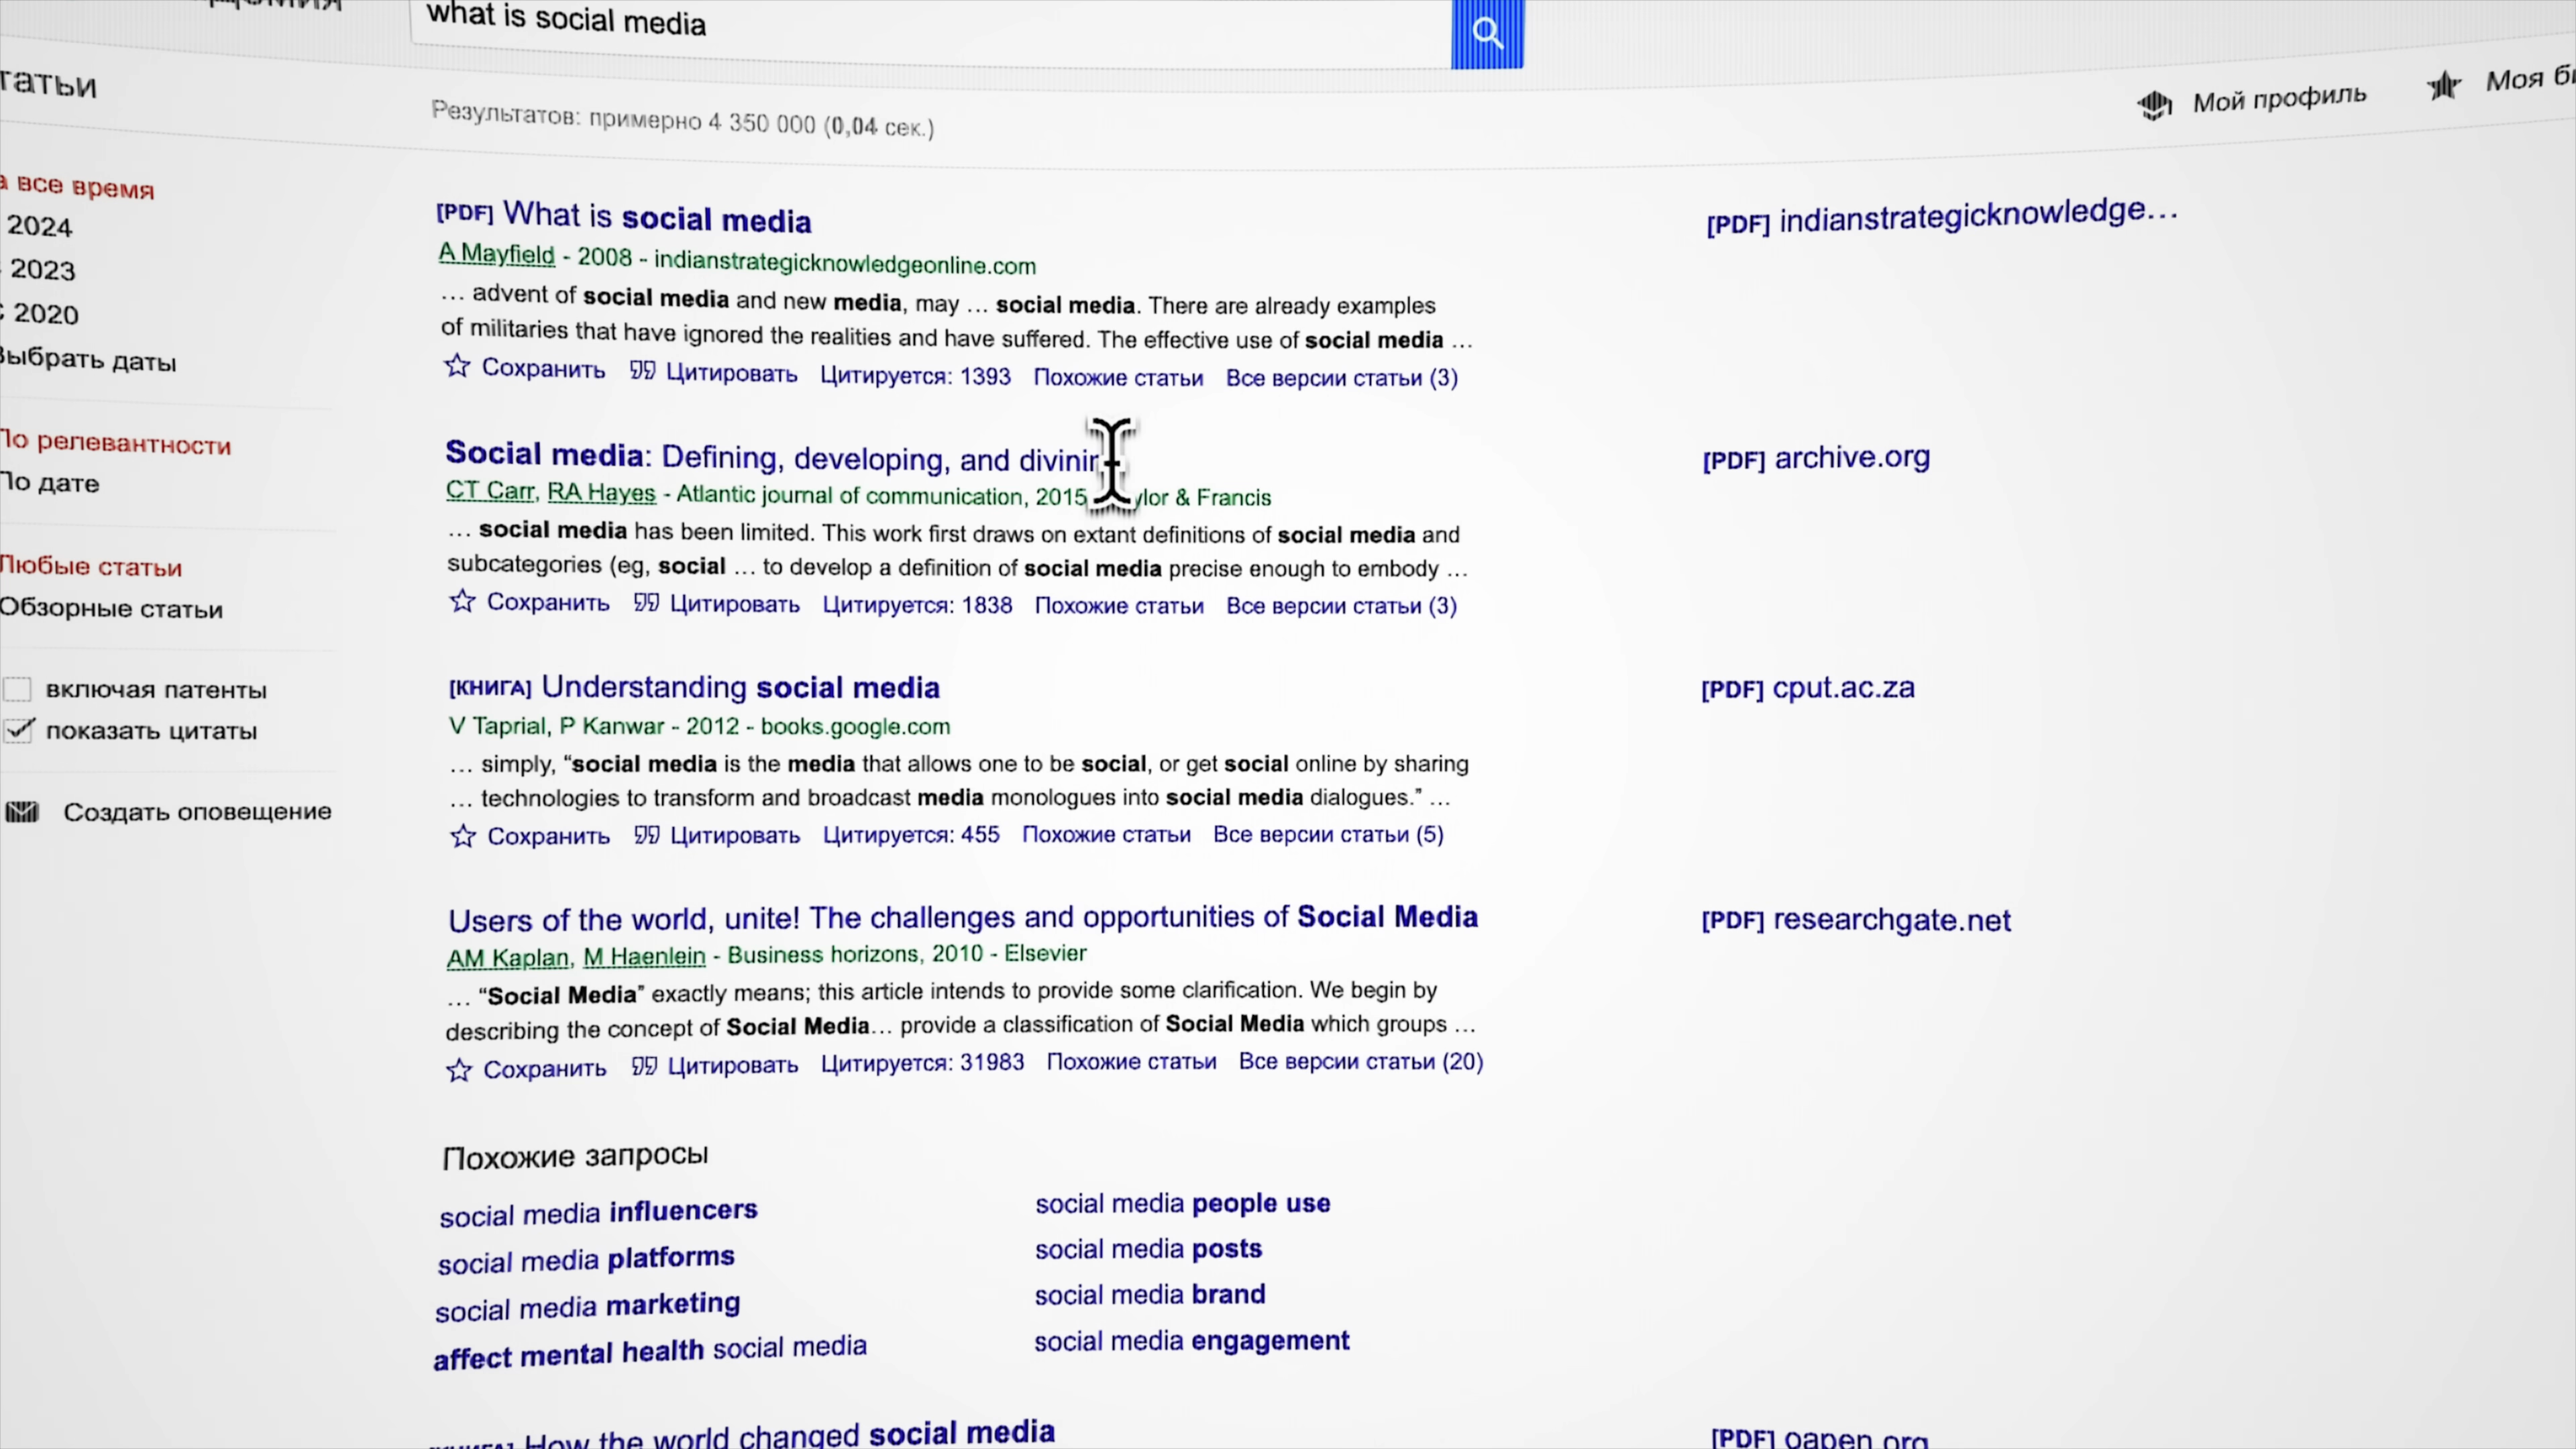 what is social media
Результатов: примерно 4 350 000 (0,04 сек.)
Мой профиль
Моя
все время
2024
2023
2020
Выбрать даты
По релевантности
По дате
Любые статьи
Обзорные статьи
включая патенты
показать цитаты
Создать оповещение
[PDF] What is social media
A Mayfield - 2008 - indianstrategicknowledgeonline.com
… advent of social media and new media, may … social media. There are already examples
of militaries that have ignored the realities and have suffered. The effective use of social media …
Сохранить Цитировать Цитируется: 1393 Похожие статьи Все версии статьи (3)
[PDF] indianstrategicknowledge…
Social media: Defining, developing, and
CT Carr, RA Hayes - Atlantic journal of communication, 2015 & Francis
… social media has been limited. This work first draws on extant definitions of social media and
subcategories (eg, social … to develop a definition of social media precise enough to embody …
Сохранить Цитировать Цитируется: 1838 Похожие статьи Все версии статьи (3)
[PDF] archive.org
[КНИГА] Understanding social media
V Taprial, P Kanwar - 2012 - books.google.com
… simply, “social media is the media that allows one to be social, or get social online by sharing
… technologies to transform and broadcast media monologues into social media dialogues.” …
Сохранить Цитировать Цитируется: 455 Похожие статьи Все версии статьи (5)
[PDF] cput.ac.za
Users of the world, unite! The challenges and opportunities of Social Media
AM Kaplan, M Haenlein - Business horizons, 2010 - Elsevier
… “Social Media” exactly means; this article intends to provide some clarification. We begin by
describing the concept of Social Media… provide a classification of Social Media which groups …
Сохранить Цитировать Цитируется: 31983 Похожие статьи Все версии статьи (20)
[PDF] researchgate.net
Похожие запросы
social media influencers
social media platforms
social media marketing
affect mental health social media
social media people use
social media posts
social media brand
social media engagement
How the world changed social media
[PDF] oapen.org